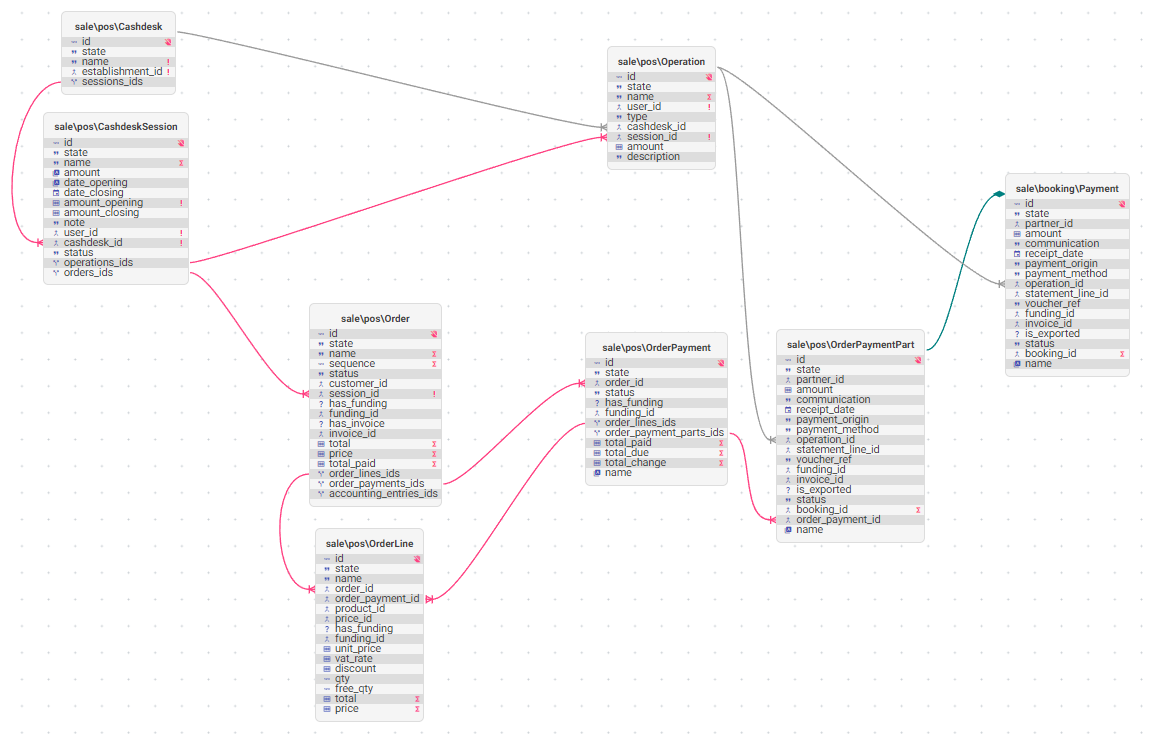 sale\pos\Cashdesk
id
state
name !
establishment_id !
sessions_ids
sale\pos\CashdeskSession
id
state
name Σ
amount
date_opening
date_closing
amount_opening !
amount_closing
note
user_id !
cashdesk_id !
status
operations_ids
orders_ids
sale\pos\Operation
id
state
name Σ
user_id !
type
cashdesk_id
session_id !
amount
description
sale\booking\Payment
id
state
partner_id
amount
communication
receipt_date
payment_origin
payment_method
operation_id
statement_line_id
voucher_ref
funding_id
invoice_id
? is_exported
status
booking_id Σ
name
sale\pos\Order
id
state
name Σ
sequence Σ
status
customer_id
session_id !
? has_funding
funding_id
? has_invoice
invoice_id
total Σ
price Σ
total_paid Σ
order_lines_ids
order_payments_ids
accounting_entries_ids
sale\pos\OrderPayment
id
state
order_id
status
? has_funding
funding_id
order_lines_ids
order_payment_parts_ids
total_paid Σ
total_due Σ
total_change Σ
name
sale\pos\OrderPaymentPart
id
state
partner_id
amount
communication
receipt_date
payment_origin
payment_method
operation_id
statement_line_id
voucher_ref
funding_id
invoice_id
? is_exported
status
booking_id Σ
order_payment_id
name
sale\pos\OrderLine
id
state
name
order_id
order_payment_id
product_id
price_id
? has_funding
funding_id
unit_price
vat_rate
discount
qty
free_qty
total Σ
price Σ